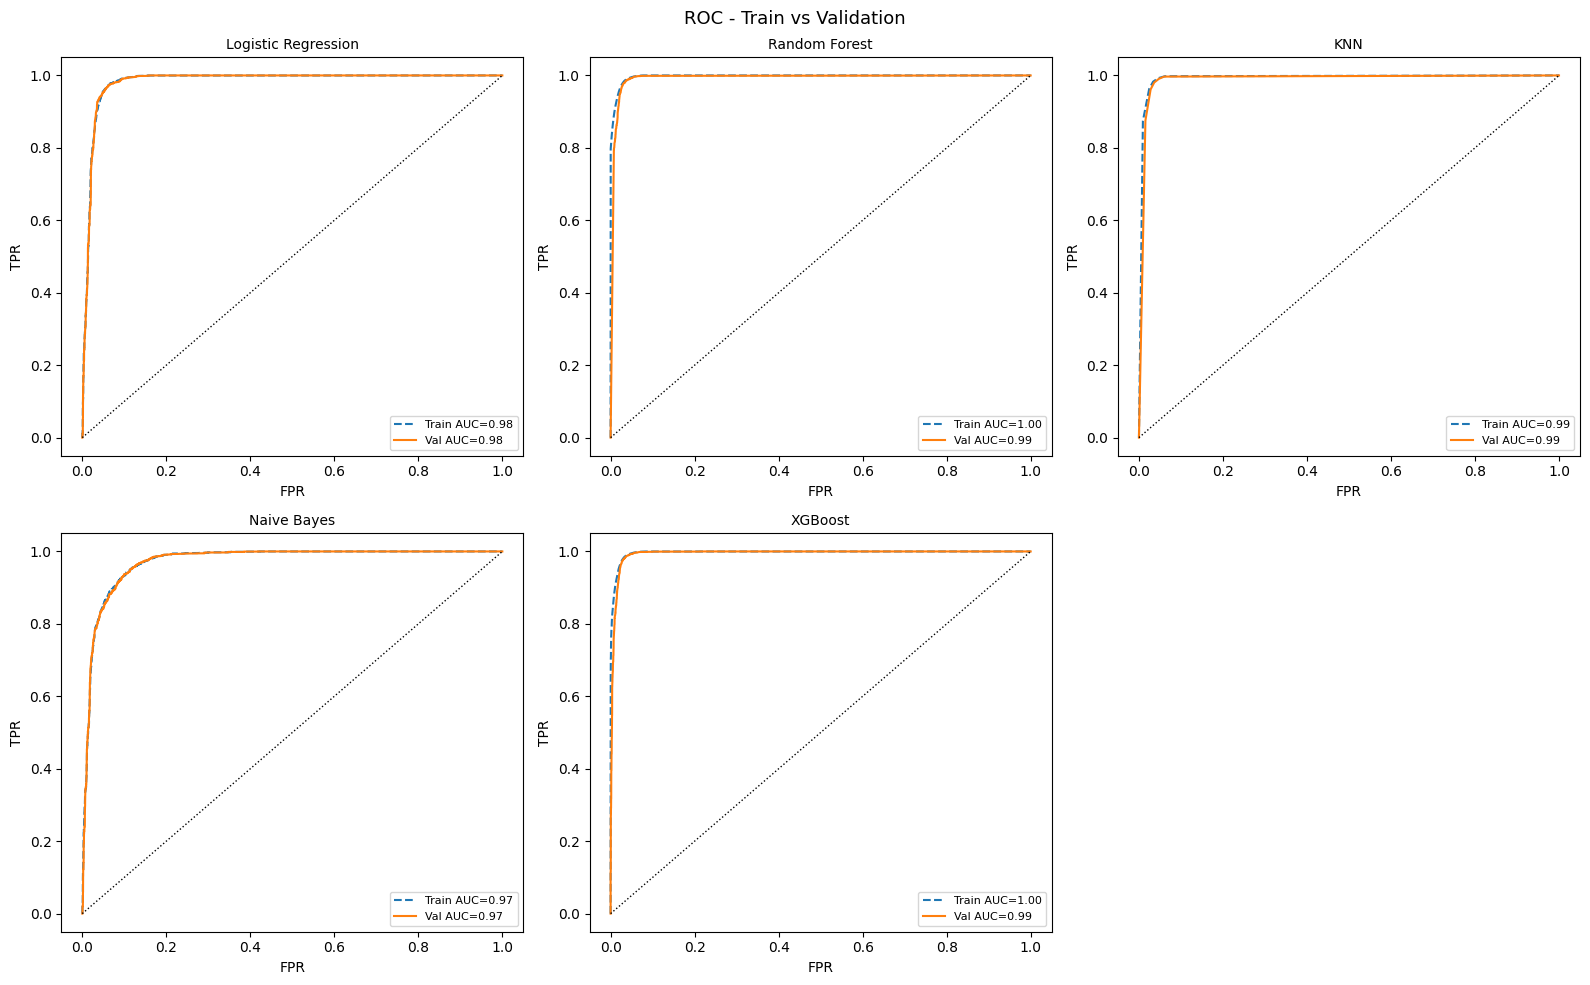 ROC - Train vs Validation
Logistic Regression
1.0
0.8
0.6
0.4
0.2
0.0
TPR
0.0 0.2 0.4 0.6 0.8 1.0
FPR
Train AUC=0.98
Val AUC=0.98
Random Forest
1.0
0.8
0.6
0.4
0.2
0.0
TPR
0.0 0.2 0.4 0.6 0.8 1.0
FPR
Train AUC=1.00
Val AUC=0.99
KNN
1.0
0.8
0.6
0.4
0.2
0.0
TPR
0.0 0.2 0.4 0.6 0.8 1.0
FPR
Train AUC=0.99
Val AUC=0.99
Naive Bayes
1.0
0.8
0.6
0.4
0.2
0.0
TPR
0.0 0.2 0.4 0.6 0.8 1.0
FPR
Train AUC=0.97
Val AUC=0.97
XGBoost
1.0
0.8
0.6
0.4
0.2
0.0
TPR
0.0 0.2 0.4 0.6 0.8 1.0
FPR
Train AUC=1.00
Val AUC=0.99